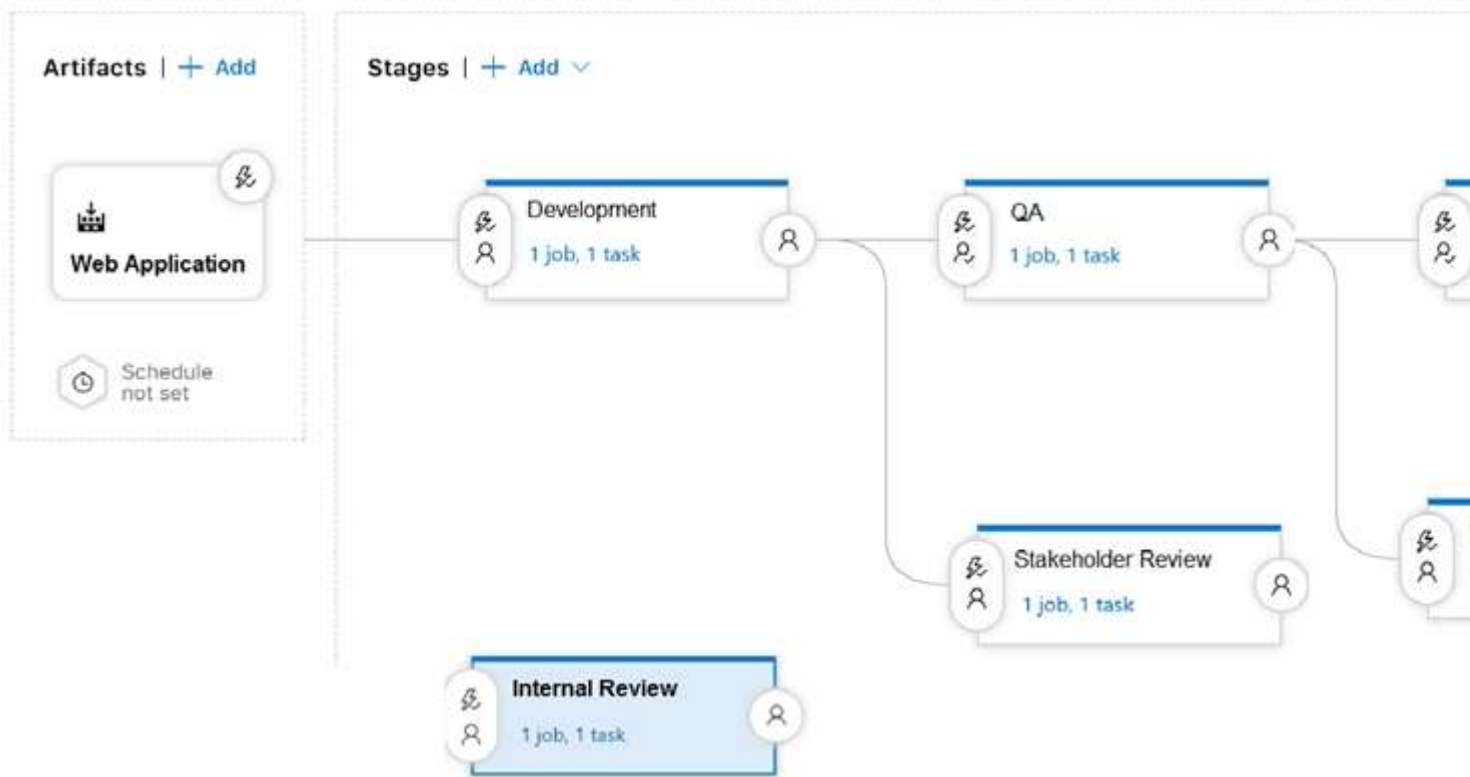 Artifacts | + Add
Stages | + Add
Web Application
Schedule
not set
Development
1 job, 1 task
QA
1 job, 1 task
Stakeholder Review
1 job, 1 task
Internal Review
1 job, 1 task